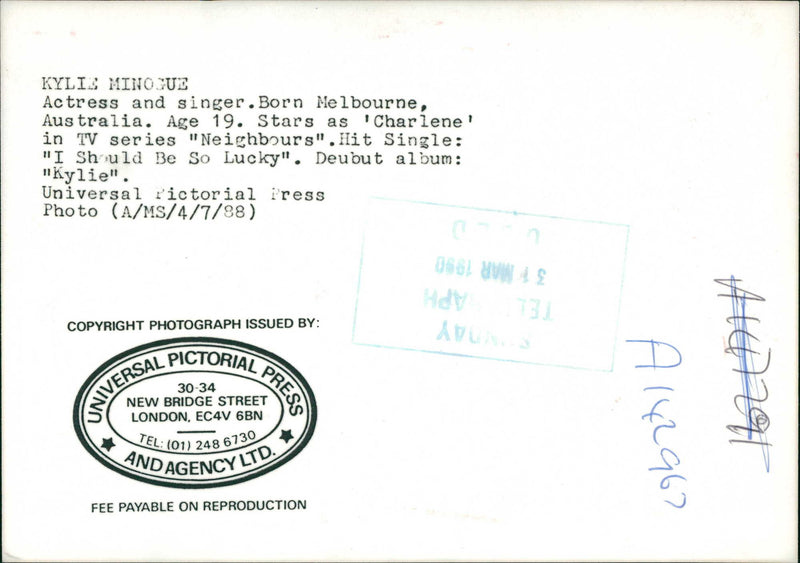 KYLIE MINOGUE
Actress and singer.Born Melbourne,
Australia. Age 19. Stars as 'Charlene'
in TV series "Neighbours".Hit Single:
"I Should Be So Lucky". Deubut album:
"Kylie".
Universal Pictorial Press
Photo (A/MS/4/7/88)
SUNDAY
TELEGRAPH
31 MAR 1990
USED
COPYRIGHT PHOTOGRAPH ISSUED BY:
UNIVERSAL PICTORIAL PRESS
30-34
NEW BRIDGE STREET
LONDON, EC4V 6BN
TEL: (01) 248 6730
AND AGENCY LTD.
FEE PAYABLE ON REPRODUCTION